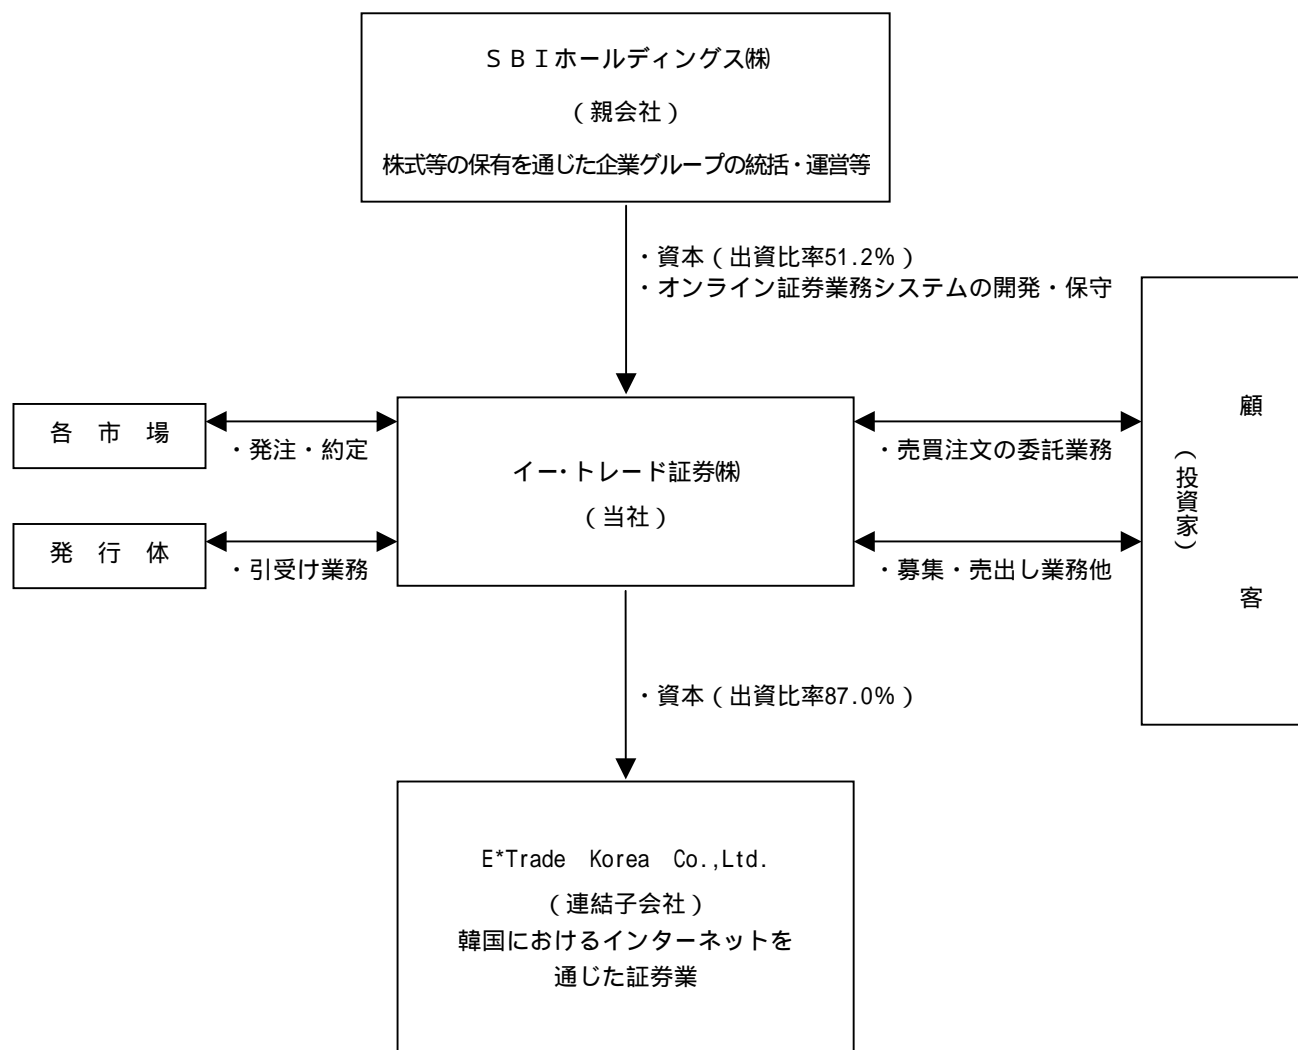 ＳＢＩホールディングス㈱
（親会社）
株式等の保有を通じた企業グループの統括・運営等
・資本（出資比率51.2％）
・オンライン証券業務システムの開発・保守
各　市　場
・発注・約定
イー・トレード証券㈱
（当社）
・売買注文の委託業務
顧　客
（投資家）
発　行　体
・引受け業務
・募集・売出し業務他
・資本（出資比率87.0％）
E*Trade　Korea　Co.,Ltd.
（連結子会社）
韓国におけるインターネットを
通じた証券業